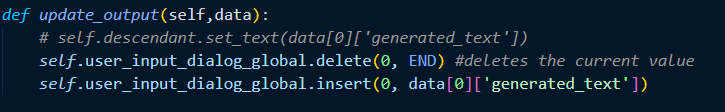 def update_output(self,data):
# self.descendant.set_text(data[0]['generated_text'])
self.user_input_dialog_global.delete(0, END) #deletes the current value
self.user_input_dialog_global.insert(0, data[0]['generated_text'])